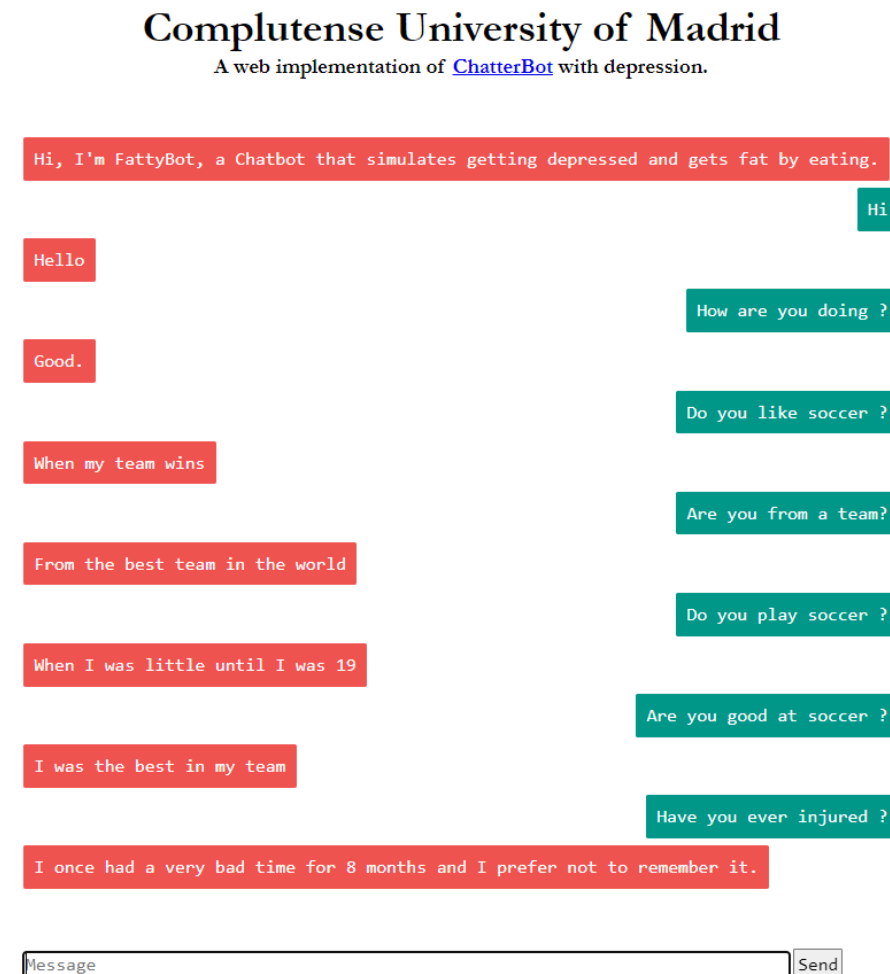 Complutense University of Madrid
A web implementation of ChatterBot with depression.
Hi, I'm FattyBot, a Chatbot that simulates getting depressed and gets fat by eating.
Hi
Hello
How are you doing ?
Good.
Do you like soccer ?
When my team wins
Are you from a team?
From the best team in the world
Do you play soccer ?
When I was little until I was 19
Are you good at soccer ?
I was the best in my team
Have you ever injured ?
I once had a very bad time for 8 months and I prefer not to remember it.
Message
Send